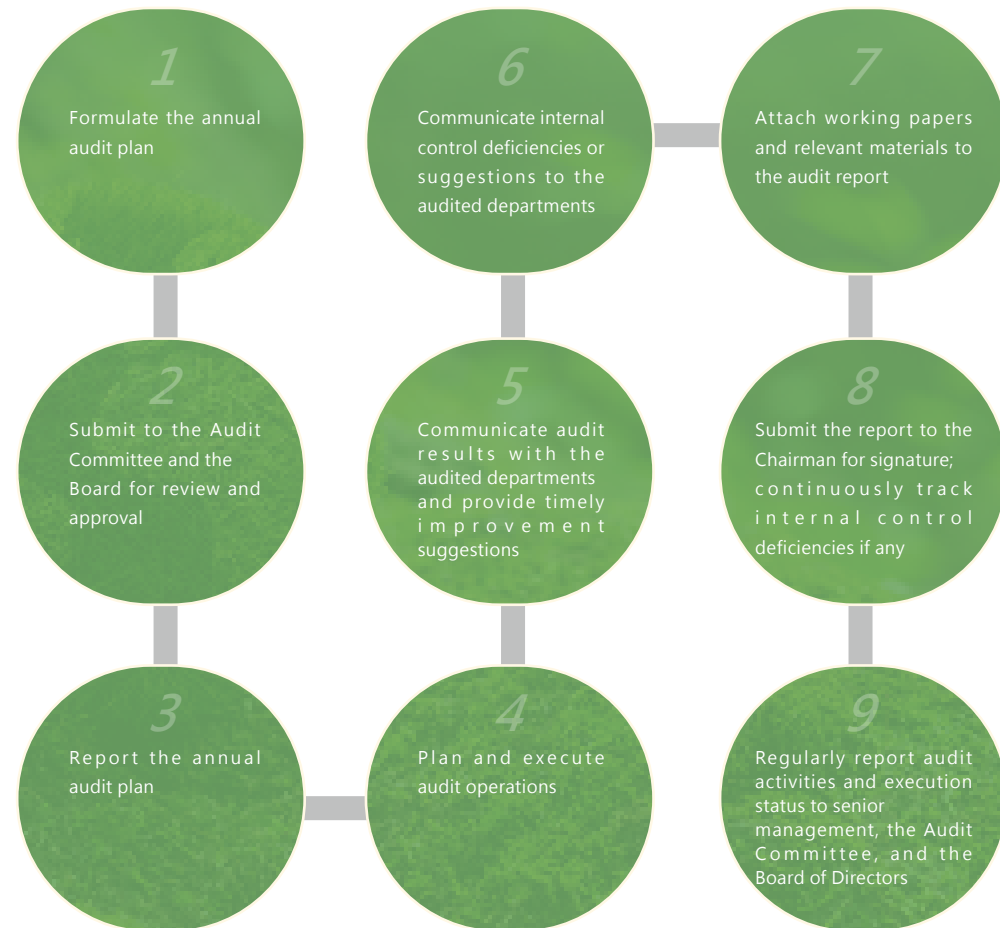 1
Formulate the annual
audit plan
2
Submit to the Audit
Committee and the
Board for review and
approval
3
Report the annual
audit plan
4
Plan and execute
audit operations
5
Communicate audit
results with the
audited departments
and provide timely
improvement
suggestions
6
Communicate internal
control deficiencies or
suggestions to the
audited departments
7
Attach working papers
and relevant materials to
the audit report
8
Submit the report to the
Chairman for signature;
continuously track
internal control
deficiencies if any
9
Regularly report audit
activities and execution
status to senior
management, the Audit
Committee, and the
Board of Directors